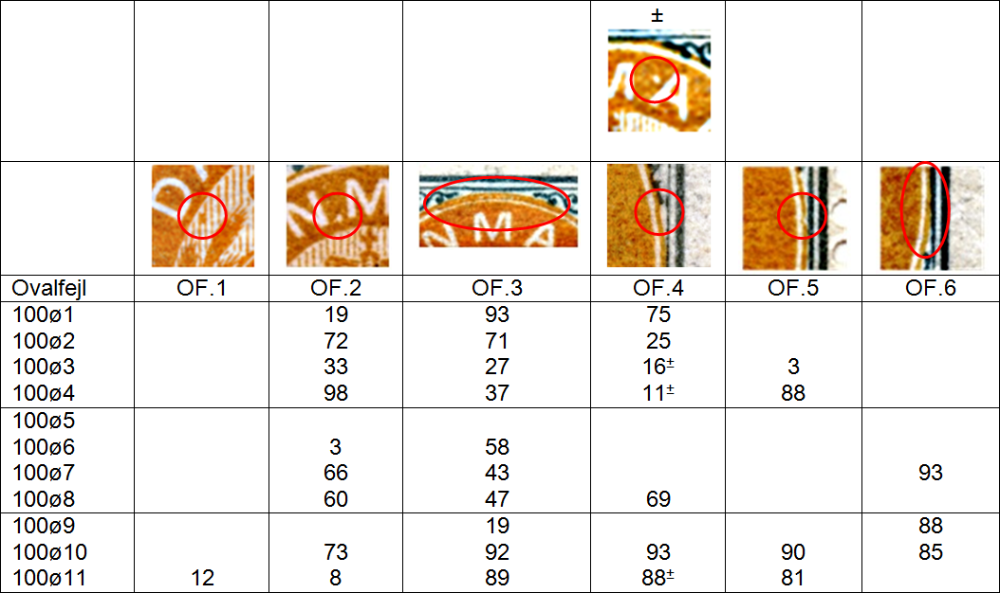 ±
M.A
D
N.M
NMA
Ovalfejl OF.1 OF.2 OF.3 OF.4 OF.5 OF.6
100ø1 19 93 75
100ø2 72 71 25
100ø3 33 27 16± 3
100ø4 98 37 11± 88
100ø5
100ø6 3 58
100ø7 66 43 93
100ø8 60 47 69
100ø9 19 88
100ø10 73 92 93 90 85
100ø11 12 8 89 88± 81